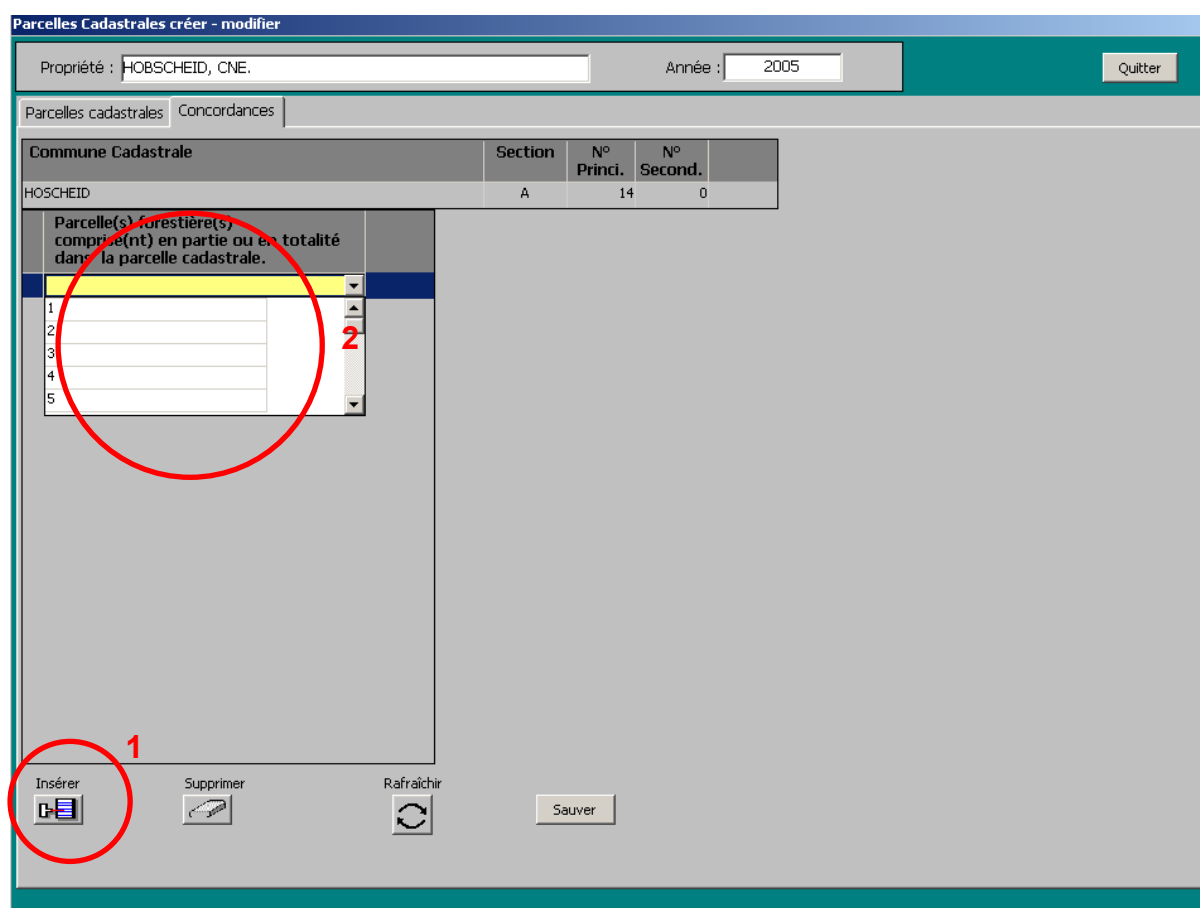 Parcelles Cadastrales créer - modifier
Propriété : HOBSCHEID, CNE. Année : 2005 Quitter
Parcelles cadastrales Concordances
Commune Cadastrale Section N° Princi. N° Second.
HOSCHEID A 14 0
Parcelle(s) forestière(s)
comprise(nt) en partie ou en totalité
dans la parcelle cadastrale.
1
2
2
3
4
5
1
Insérer Supprimer Rafraîchir
Sauver